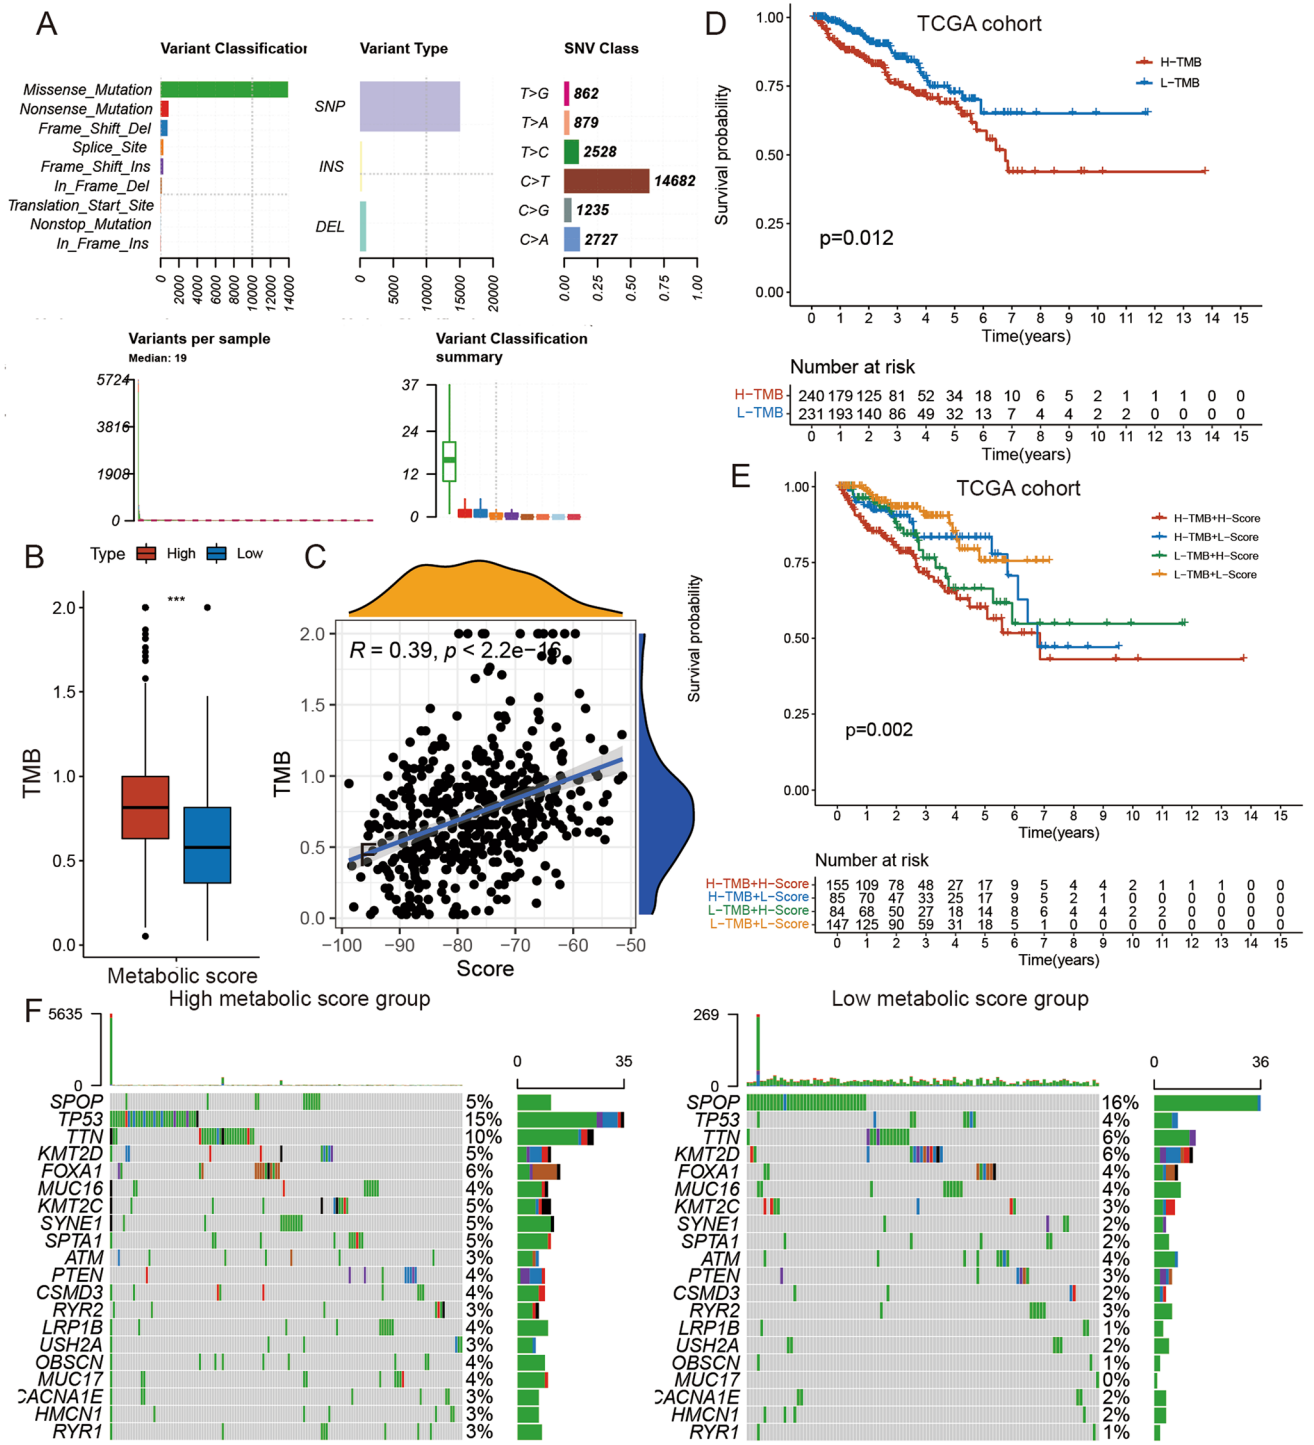 A
Variant Classification
Missense_Mutation
Nonsense_Mutation
Frame_Shift_Del
Splice_Site
Frame_Shift_Ins
In_Frame_Del
Translation_Start_Site
Nonstop_Mutation
In_Frame_Ins
0 2000 4000 6000 8000 10000 12000 14000
Variant Type
SNP
INS
DEL
0 5000 10000 15000 20000
SNV Class
T>G 862
T>A 879
T>C 2528
C>T 14682
C>G 1235
C>A 2727
0.00 0.25 0.50 0.75 1.00
Variants per sample
Median: 19
5724
3816
1908
0
Variant Classification
summary
37
24
12
0
B
Type High Low
***
2.0
1.5
1.0
0.5
0.0
TMB
Metabolic score
C
R = 0.39, p < 2.2e−16
2.0
1.5
1.0
0.5
0.0
TMB
−100 −90 −80 −70 −60 −50
Score
D
TCGA cohort
H−TMB
L−TMB
1.00
0.75
0.50
0.25
0.00
Survival probability
p=0.012
0 1 2 3 4 5 6 7 8 9 10 11 12 13 14 15
Time(years)
Number at risk
H−TMB 240 179 125 81 52 34 18 10 6 5 2 1 1 1 0 0
L−TMB 231 193 140 86 49 32 13 7 4 4 2 2 0 0 0 0
0 1 2 3 4 5 6 7 8 9 10 11 12 13 14 15
Time(years)
E
TCGA cohort
H−TMB+H−Score
H−TMB+L−Score
L−TMB+H−Score
L−TMB+L−Score
1.00
0.75
0.50
0.25
0.00
Survival probability
p=0.002
0 1 2 3 4 5 6 7 8 9 10 11 12 13 14 15
Time(years)
Number at risk
H−TMB+H−Score 155 109 78 48 27 17 9 5 4 4 2 1 1 1 0 0
H−TMB+L−Score 85 70 47 33 25 17 9 5 2 1 0 0 0 0 0 0
L−TMB+H−Score 84 68 50 27 18 14 8 6 4 4 2 2 0 0 0 0
L−TMB+L−Score 147 125 90 59 31 18 5 1 0 0 0 0 0 0 0 0
0 1 2 3 4 5 6 7 8 9 10 11 12 13 14 15
Time(years)
F
High metabolic score group
5635
0
0 35
SPOP 5%
TP53 15%
TTN 10%
KMT2D 5%
FOXA1 6%
MUC16 4%
KMT2C 5%
SYNE1 5%
SPTA1 5%
ATM 3%
PTEN 4%
CSMD3 4%
RYR2 3%
LRP1B 4%
USH2A 3%
OBSCN 4%
MUC17 4%
CACNA1E 3%
HMCN1 3%
RYR1 3%
Low metabolic score group
269
0
0 36
SPOP 16%
TP53 4%
TTN 6%
KMT2D 6%
FOXA1 4%
MUC16 4%
KMT2C 3%
SYNE1 2%
SPTA1 2%
ATM 4%
PTEN 3%
CSMD3 2%
RYR2 3%
LRP1B 1%
USH2A 2%
OBSCN 1%
MUC17 0%
CACNA1E 2%
HMCN1 2%
RYR1 1%